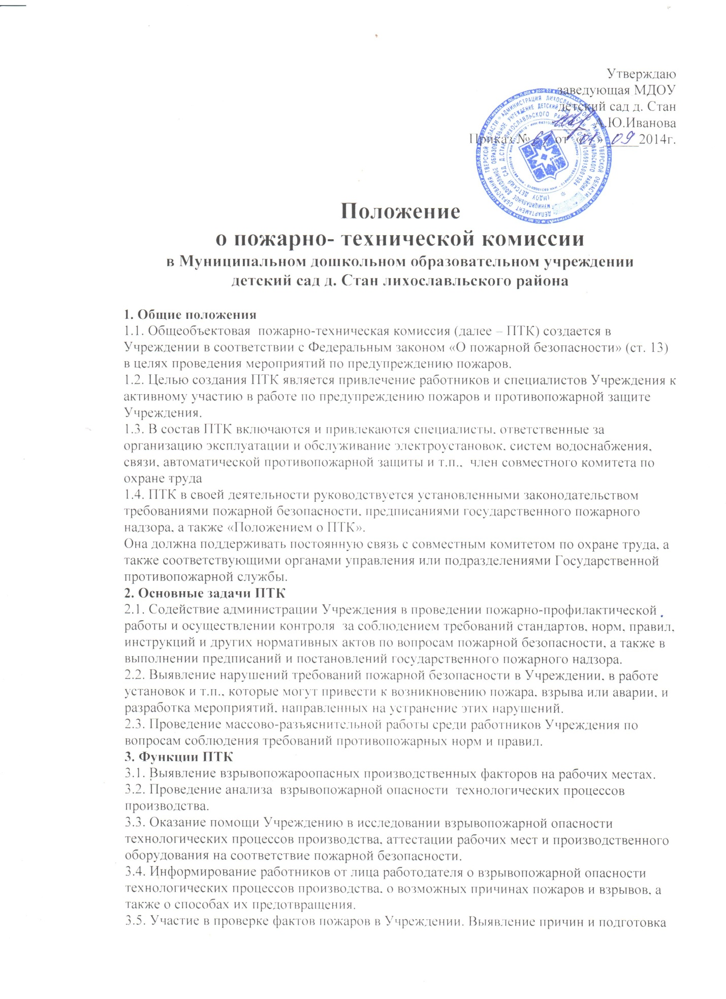 Утверждаю
заведующая МДОУ
детский сад д. Стан
А.Ю.Иванова
Приказ № 61 от «01» 09 2014г.
Положение
о пожарно- технической комиссии
в Муниципальном дошкольном образовательном учреждении
детский сад д. Стан лихославльского района
1. Общие положения
1.1. Общеобъектовая  пожарно-техническая комиссия (далее – ПТК) создается в
Учреждении в соответствии с Федеральным законом «О пожарной безопасности» (ст. 13)
в целях проведения мероприятий по предупреждению пожаров.
1.2. Целью создания ПТК является привлечение работников и специалистов Учреждения к
активному участию в работе по предупреждению пожаров и противопожарной защите
Учреждения.
1.3. В состав ПТК включаются и привлекаются специалисты, ответственные за
организацию эксплуатации и обслуживание электроустановок, систем водоснабжения,
связи, автоматической противопожарной защиты и т.п.,  член совместного комитета по
охране труда
1.4. ПТК в своей деятельности руководствуется установленными законодательством
требованиями пожарной безопасности, предписаниями государственного пожарного
надзора, а также «Положением о ПТК».
Она должна поддерживать постоянную связь с совместным комитетом по охране труда, а
также соответствующими органами управления или подразделениями Государственной
противопожарной службы.
2. Основные задачи ПТК
2.1. Содействие администрации Учреждения в проведении пожарно-профилактической
работы и осуществлении контроля  за соблюдением требований стандартов, норм, правил,
инструкций и других нормативных актов по вопросам пожарной безопасности, а также в
выполнении предписаний и постановлений государственного пожарного надзора.
2.2. Выявление нарушений требований пожарной безопасности в Учреждении, в работе
установок и т.п., которые могут привести к возникновению пожара, взрыва или аварии, и
разработка мероприятий, направленных на устранение этих нарушений.
2.3. Проведение массово-разъяснительной работы среди работников Учреждения по
вопросам соблюдения требований противопожарных норм и правил.
3. Функции ПТК
3.1. Выявление взрывопожароопасных производственных факторов на рабочих местах.
3.2. Проведение анализа  взрывопожарной опасности  технологических процессов
производства.
3.3. Оказание помощи Учреждению в исследовании взрывопожарной опасности
технологических процессов производства, аттестации рабочих мест и производственного
оборудования на соответствие пожарной безопасности.
3.4. Информирование работников от лица работодателя о взрывопожарной опасности
технологических процессов производства, о возможных причинах пожаров и взрывов, а
также о способах их предотвращения.
3.5. Участие в проверке фактов пожаров в Учреждении. Выявление причин и подготовка